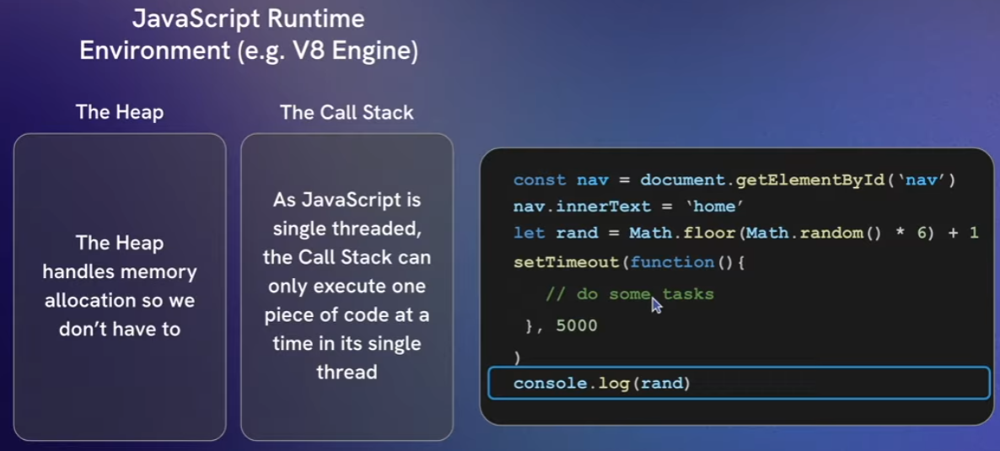 JavaScript Runtime
Environment (e.g. V8 Engine)
The Heap
The Heap
handles memory
allocation so we
don’t have to
The Call Stack
As JavaScript is
single threaded,
the Call Stack can
only execute one
piece of code at a
time in its single
thread
const nav = document.getElementById(‘nav’)
nav.innerText = ‘home’
let rand = Math.floor(Math.random() * 6) + 1
setTimeout(function(){
// do some tasks
}, 5000
)
console.log(rand)